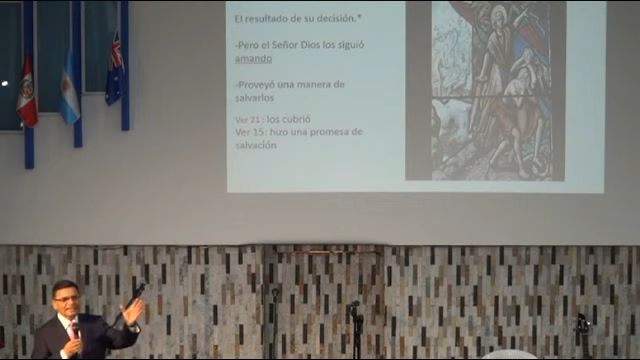 El resultado de su decisión.*
-Pero el Señor Dios los siguió
amando
-Proveyó una manera de
salvarlos
Ver 21: los cubrió
Ver 15: hizo una promesa de
salvación